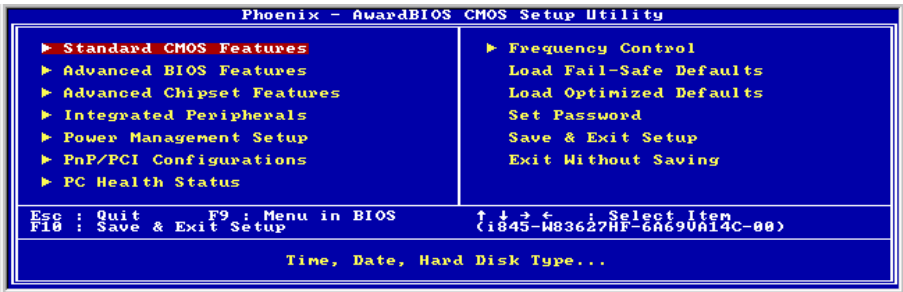 Phoenix - AwardBIOS CMOS Setup Utility
▶ Standard CMOS Features
▶ Advanced BIOS Features
▶ Advanced Chipset Features
▶ Integrated Peripherals
▶ Power Management Setup
▶ PnP/PCI Configurations
▶ PC Health Status
▶ Frequency Control
Load Fail-Safe Defaults
Load Optimized Defaults
Set Password
Save & Exit Setup
Exit Without Saving
Esc : Quit F9 : Menu in BIOS ↑ ↓ → ← : Select Item
F10 : Save & Exit Setup (i845-W83627HF-6A69VA14C-00)
Time, Date, Hard Disk Type...